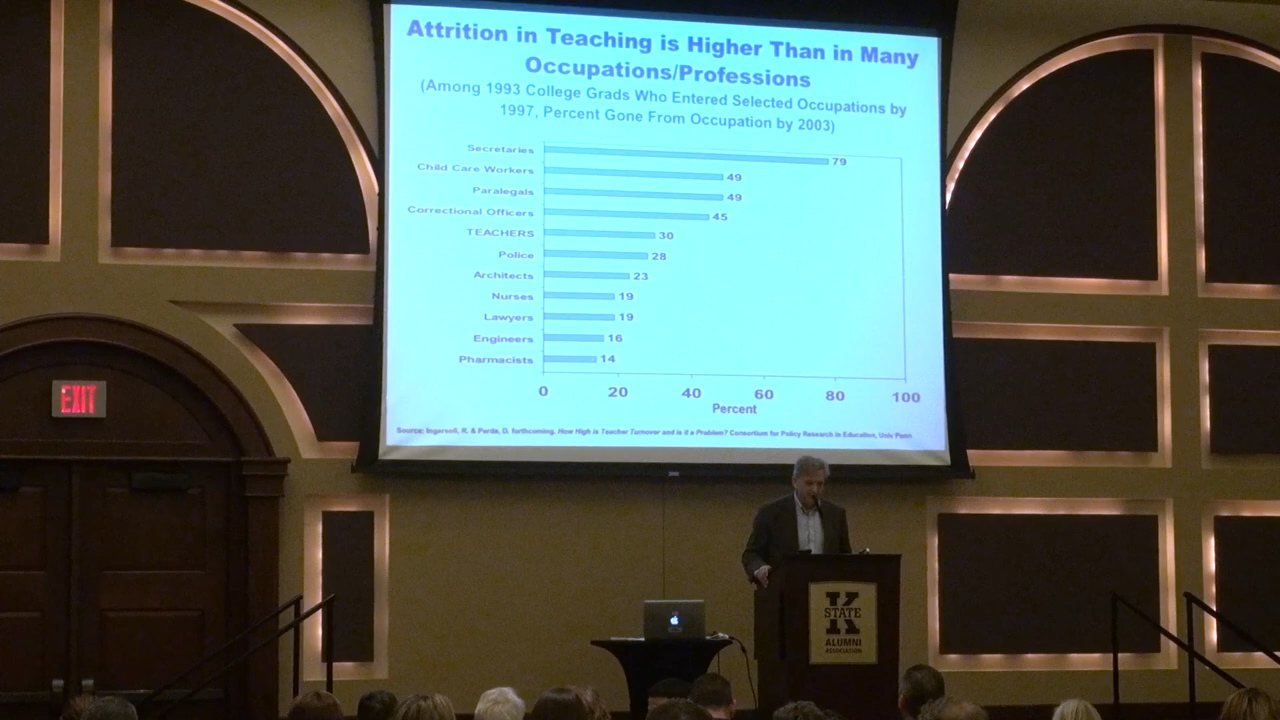 Attrition in Teaching is Higher Than in Many
Occupations/Professions
(Among 1993 College Grads Who Entered Selected Occupations by
1997, Percent Gone From Occupation by 2003)
Secretaries 79
Child Care Workers 49
Paralegals 49
Correctional Officers 45
TEACHERS 30
Police 28
Architects 23
Nurses 19
Lawyers 19
Engineers 16
Pharmacists 14
0 20 40 60 80 100
Percent
Source: Ingersoll, R. & Perda, D. forthcoming, How High is Teacher Turnover and is it a Problem? Consortium for Policy Research in Education, Univ Penn
EXIT
K
STATE
ALUMNI
ASSOCIATION